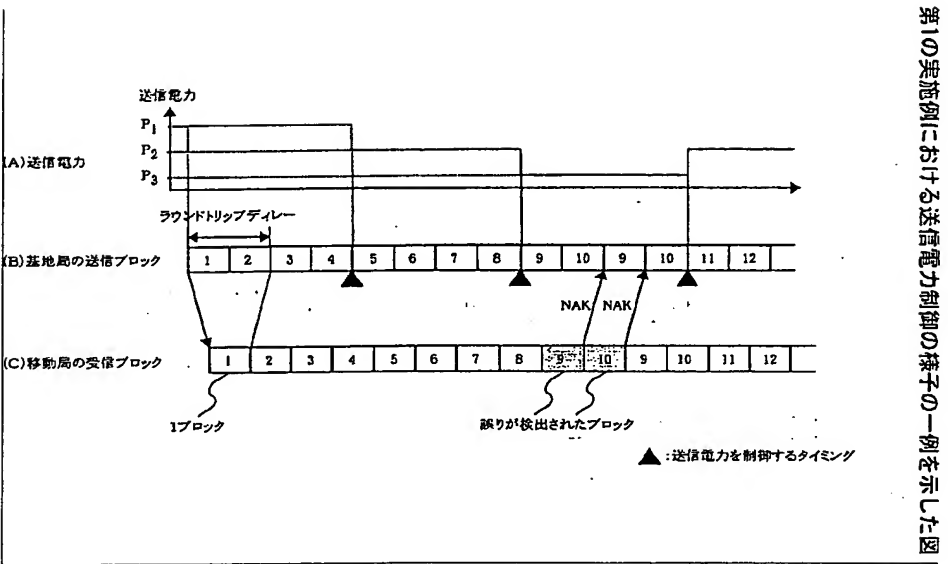 第1の実施例における送信電力制御の様子の一例を示した図
送信電力
P1
P2
P3
(A)送信電力
ラウンドトリップディレー
(B)基地局の送信ブロック
1 2 3 4 5 6 7 8 9 10 9 10 11 12
NAK NAK
(C)移動局の受信ブロック
1 2 3 4 5 6 7 8 9 10 9 10 11 12
1ブロック
誤りが検出されたブロック
▲:送信電力を制御するタイミング